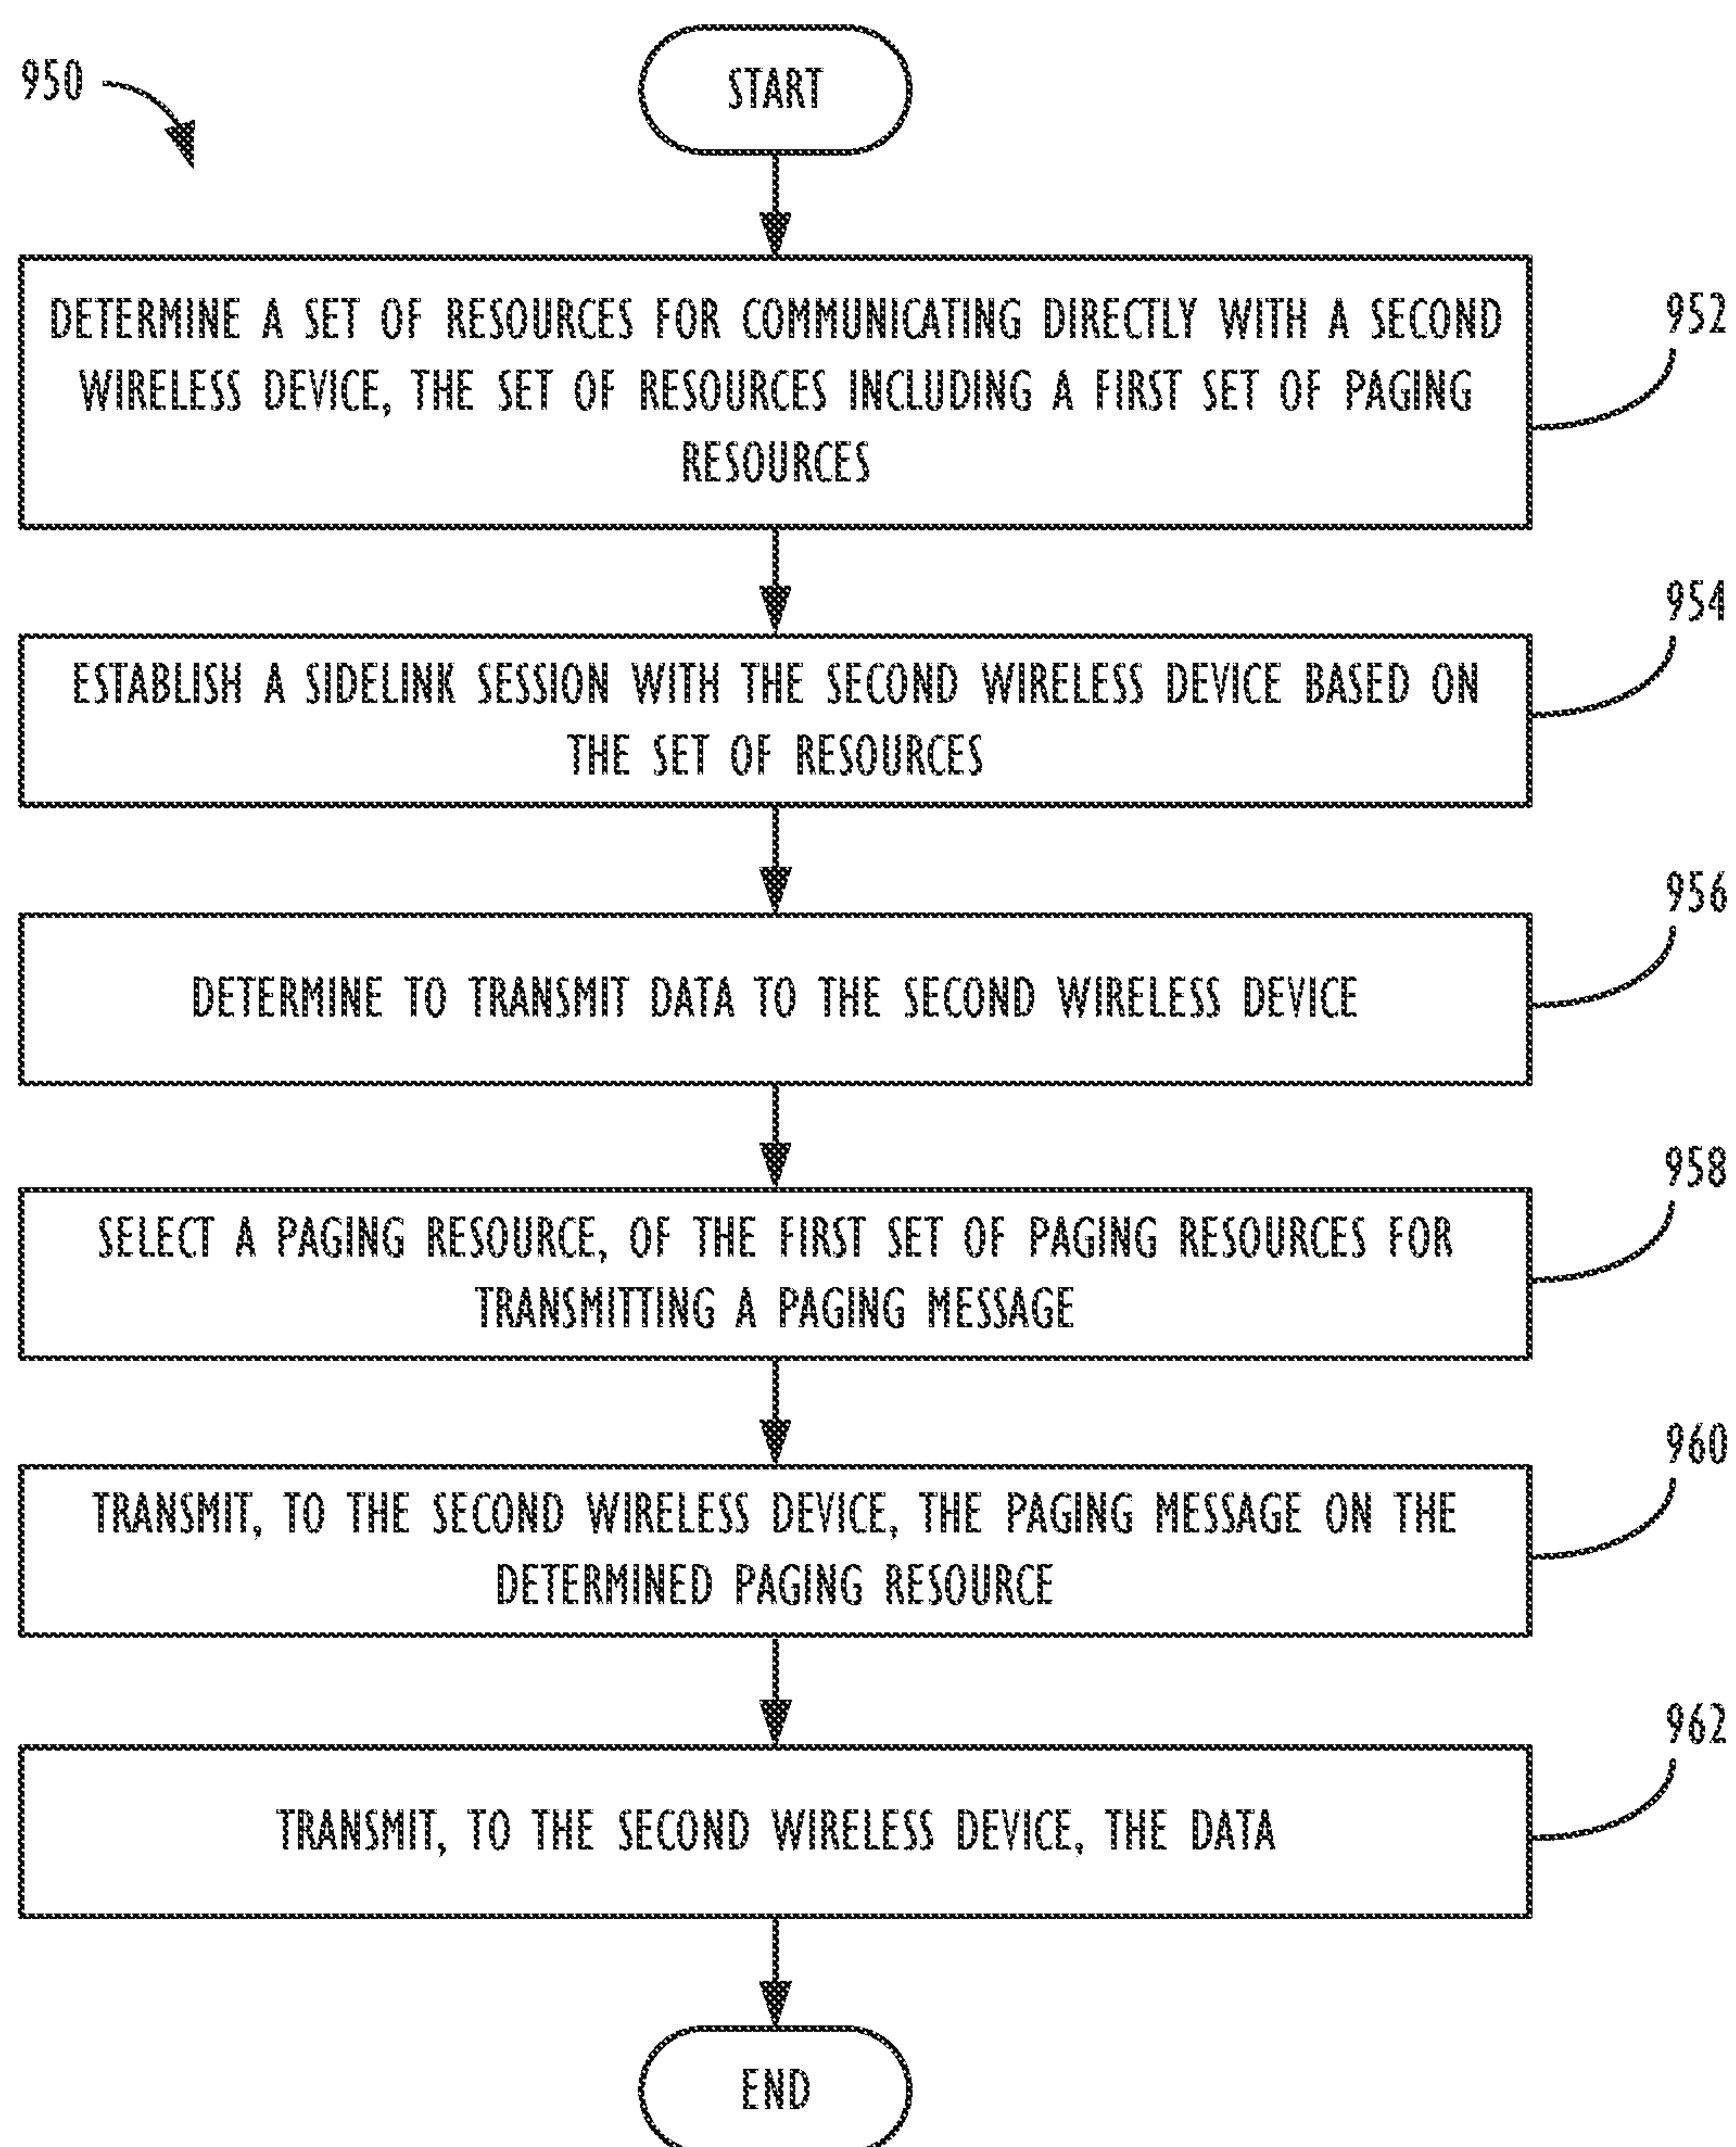 950
START
DETERMINE A SET OF RESOURCES FOR COMMUNICATING DIRECTLY WITH A SECOND
WIRELESS DEVICE, THE SET OF RESOURCES INCLUDING A FIRST SET OF PAGING
RESOURCES
952
ESTABLISH A SIDELINK SESSION WITH THE SECOND WIRELESS DEVICE BASED ON
THE SET OF RESOURCES
954
DETERMINE TO TRANSMIT DATA TO THE SECOND WIRELESS DEVICE
956
SELECT A PAGING RESOURCE, OF THE FIRST SET OF PAGING RESOURCES FOR
TRANSMITTING A PAGING MESSAGE
958
TRANSMIT, TO THE SECOND WIRELESS DEVICE, THE PAGING MESSAGE ON THE
DETERMINED PAGING RESOURCE
960
TRANSMIT, TO THE SECOND WIRELESS DEVICE, THE DATA
962
END